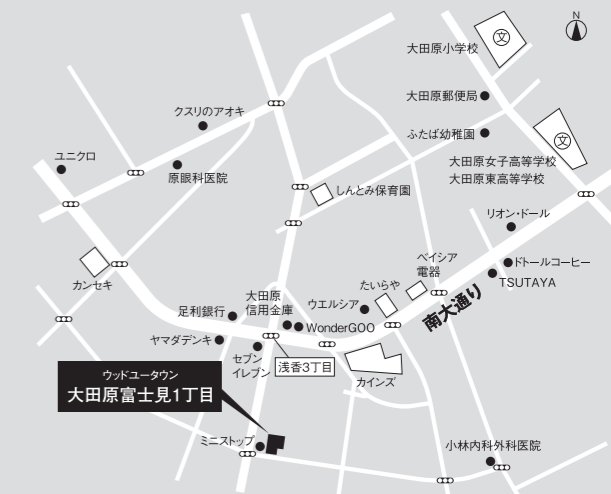 N
文
大田原小学校
大田原郵便局
クスリのアオキ
ふたば幼稚園
文
ユニクロ
原眼科医院
大田原女子高等学校
大田原東高等学校
しんとみ保育園
リオン・ドール
カンセキ
ベイシア
電器
ドトールコーヒー
TSUTAYA
たいらや
大田原
信用金庫
ウエルシア
足利銀行
南大通り
WonderGOO
ヤマダデンキ
セブン
イレブン
浅香3丁目
カインズ
ウッドユータウン
大田原富士見1丁目
ミニストップ
小林内科外科医院